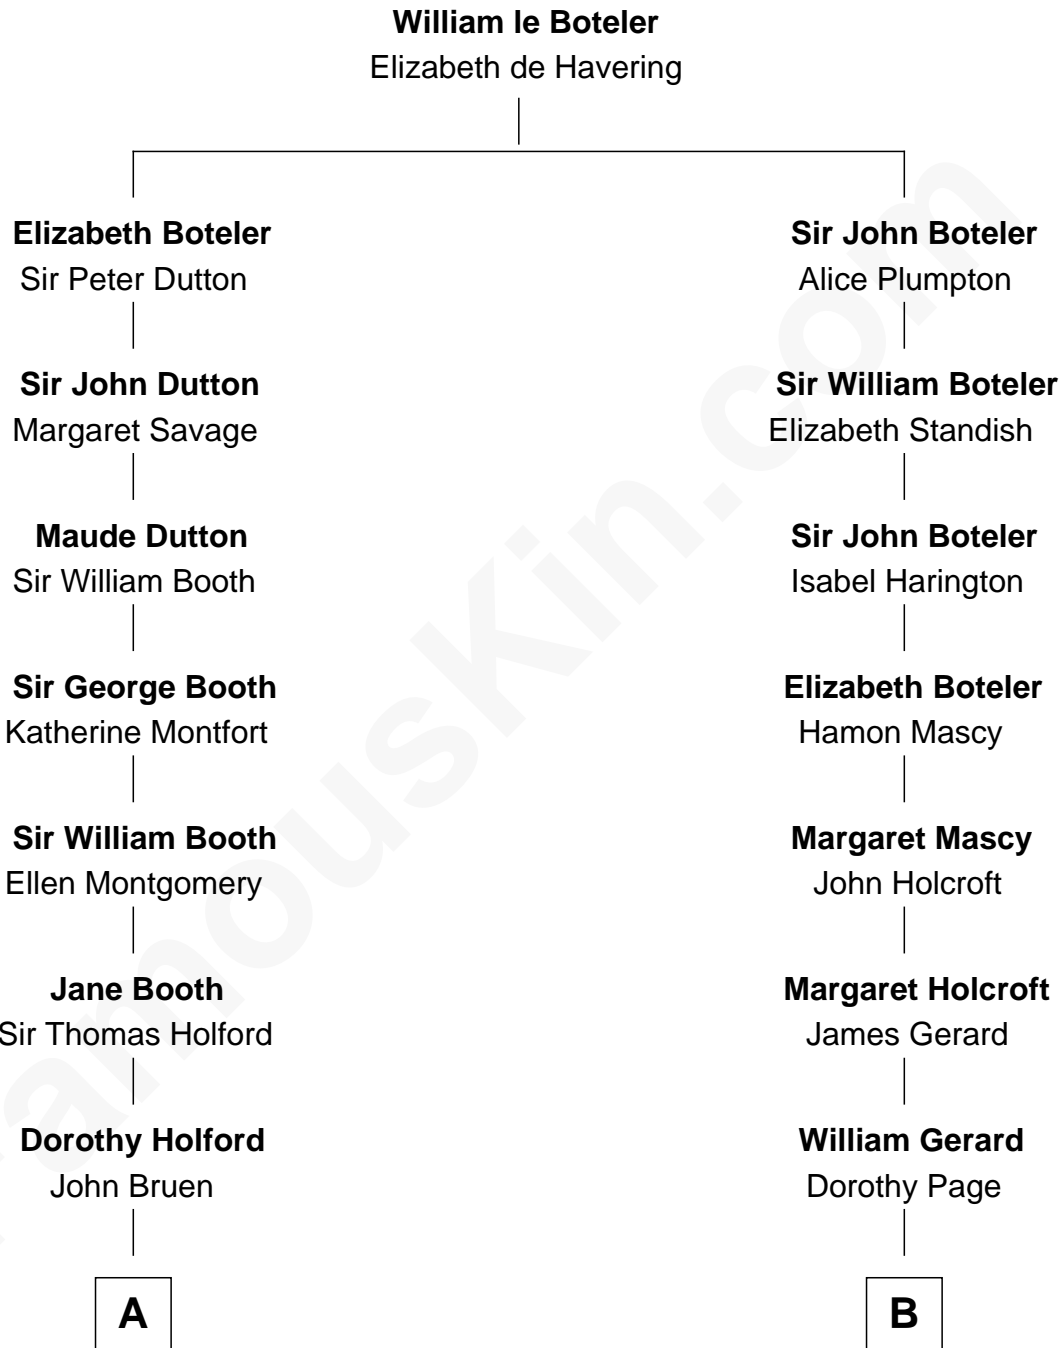 William le Boteler
Elizabeth de Havering
Elizabeth Boteler
Sir Peter Dutton
Sir John Dutton
Margaret Savage
Maude Dutton
Sir William Booth
Sir George Booth
Katherine Montfort
Sir William Booth
Ellen Montgomery
Jane Booth
Sir Thomas Holford
Dorothy Holford
John Bruen
A
Sir John Boteler
Alice Plumpton
Sir William Boteler
Elizabeth Standish
Sir John Boteler
Isabel Harington
Elizabeth Boteler
Hamon Mascy
Margaret Mascy
John Holcroft
Margaret Holcroft
James Gerard
William Gerard
Dorothy Page
B
FamousKin.com